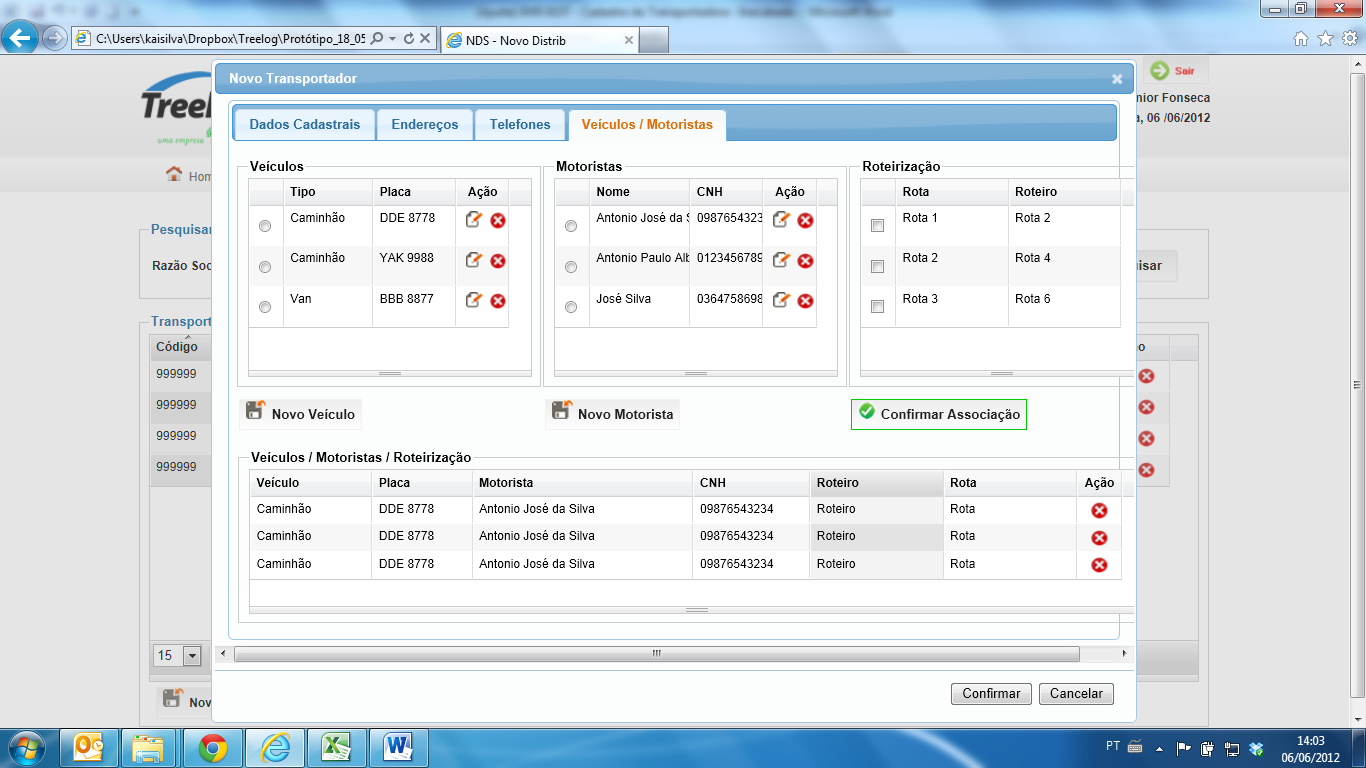 C:\Users\kaisilva\Dropbox\Treelog\Protótipo_18_05
NDS - Novo Distrib
Sair
nior Fonseca
a, 06 /06/2012
Treel
uma empresa
Hom
Pesquisar
Razão Soc
isar
Transport
Código
o
999999
999999
999999
999999
15
Nov
Novo Transportador
Dados Cadastrais Endereços Telefones Veículos / Motoristas
Veículos
Tipo Placa Ação
Caminhão DDE 8778
Caminhão YAK 9988
Van BBB 8877
Motoristas
Nome CNH Ação
Antonio José da S 0987654323
Antonio Paulo Alb 0123456789
José Silva 0364758698
Roteirização
Rota Roteiro
Rota 1 Rota 2
Rota 2 Rota 4
Rota 3 Rota 6
Novo Veículo Novo Motorista Confirmar Associação
Veículos / Motoristas / Roteirização
Veículo Placa Motorista CNH Roteiro Rota Ação
Caminhão DDE 8778 Antonio José da Silva 09876543234 Roteiro Rota
Caminhão DDE 8778 Antonio José da Silva 09876543234 Roteiro Rota
Caminhão DDE 8778 Antonio José da Silva 09876543234 Roteiro Rota
Confirmar Cancelar
PT
14:03
06/06/2012